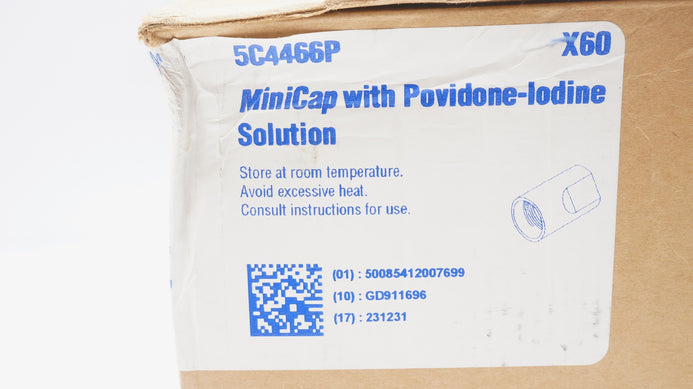 5C4466P
X60
MiniCap with Povidone-Iodine
Solution
Store at room temperature.
Avoid excessive heat.
Consult instructions for use.
(01) : 50085412007699
(10) : GD911696
(17) : 231231